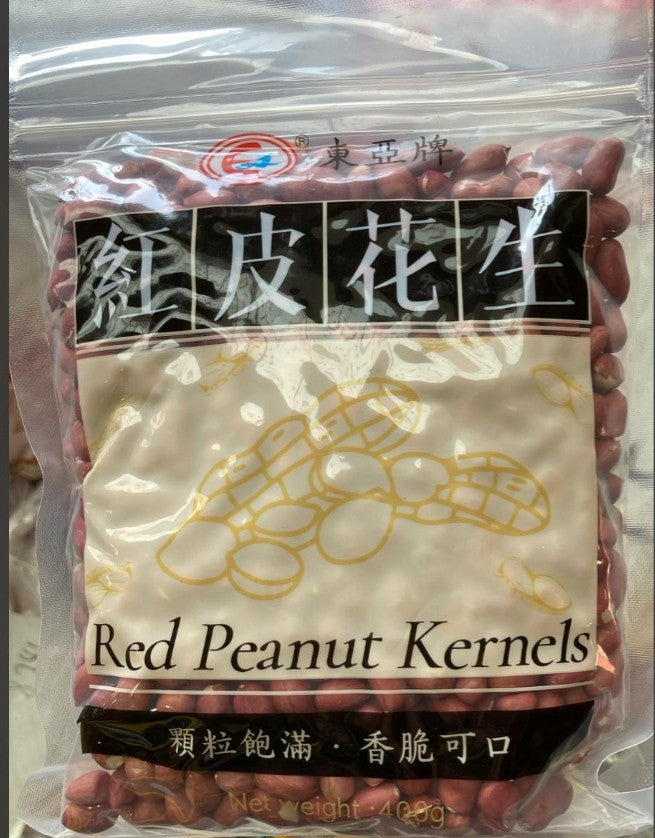 ® 東亞牌
紅皮花生
Red Peanut Kernels
顆粒飽滿 · 香脆可口
Net weight 400g